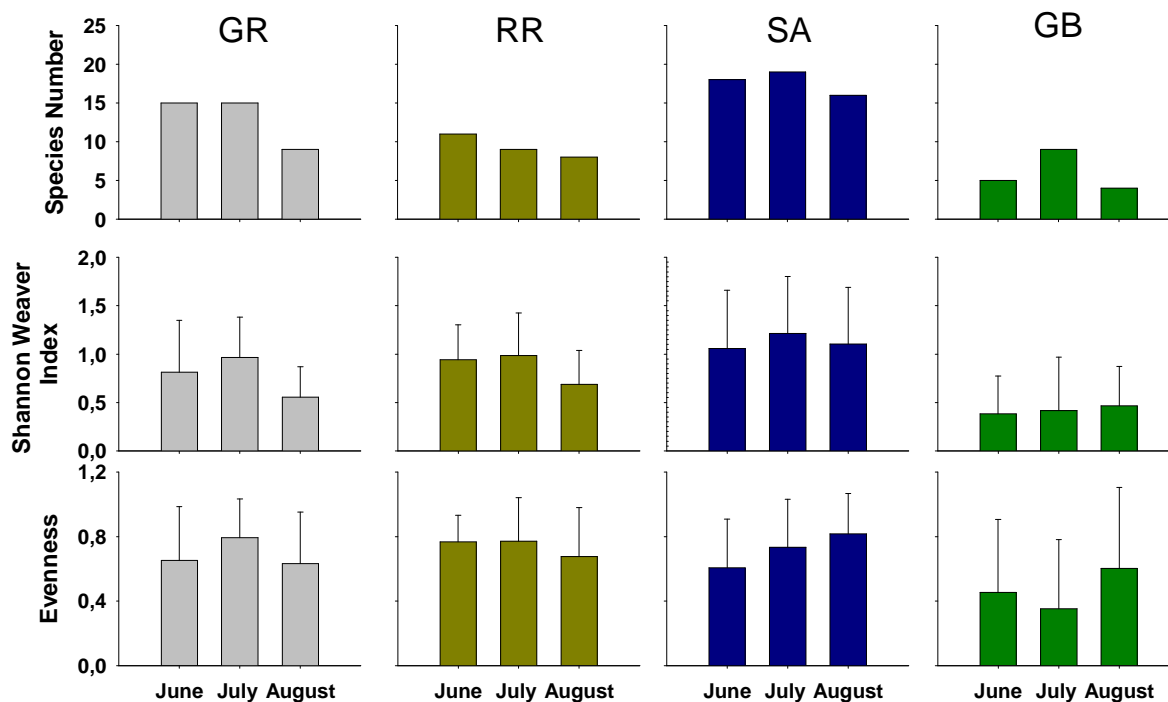 GR RR SA GB
Species Number
25
20
15
10
5
0
Shannon Weaver
Index
2,0
1,5
1,0
0,5
0,0
Evenness
1,2
0,8
0,4
0,0
June July August June July August June July August June July August